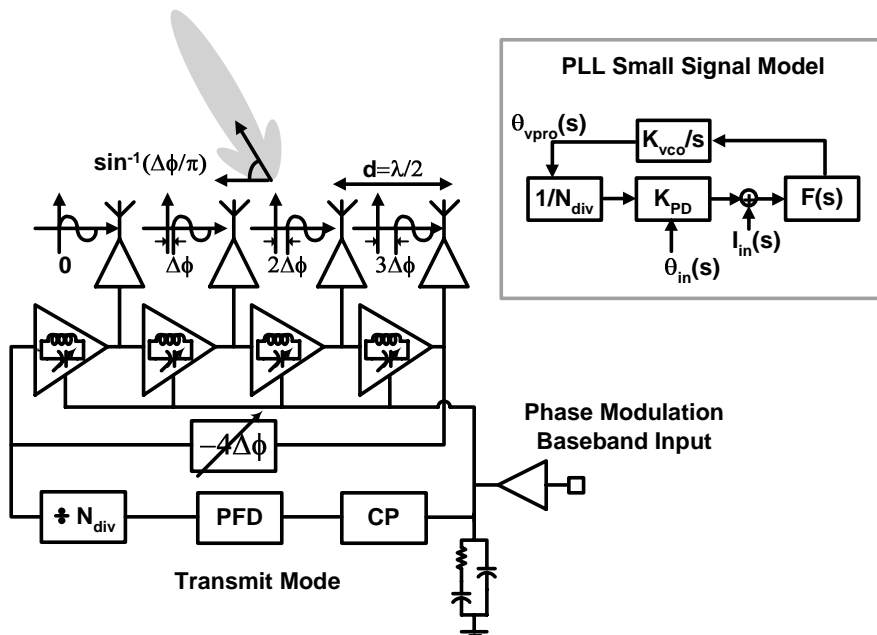 PLL Small Signal Model
θvpro(s)
Kvco/s
1/Ndiv
KPD
F(s)
Iin(s)
θin(s)
sin-1(Δϕ/π)
d=λ/2
0
Δϕ
2Δϕ
3Δϕ
−4Δϕ
Phase Modulation
Baseband Input
÷ Ndiv
PFD
CP
Transmit Mode